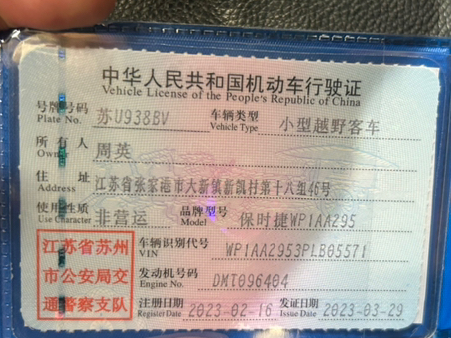 中华人民共和国机动车行驶证
Vehicle License of the People's Republic of China
号牌号码 苏U938BV 车辆类型 小型越野客车
Plate No. Vehicle Type
所有人 周英
Owner
住址 江苏省张家港市大新镇新凯村第十八组46号
Address
使用性质 非营运 品牌型号 保时捷WP1AA295
Use Character Model
江苏省苏州
市公安局交
通警察支队
车辆识别代号 WP1AA2953PLB05571
VIN
发动机号码 DMT096404
Engine No.
注册日期 2023-02-16 发证日期 2023-03-29
Register Date Issue Date